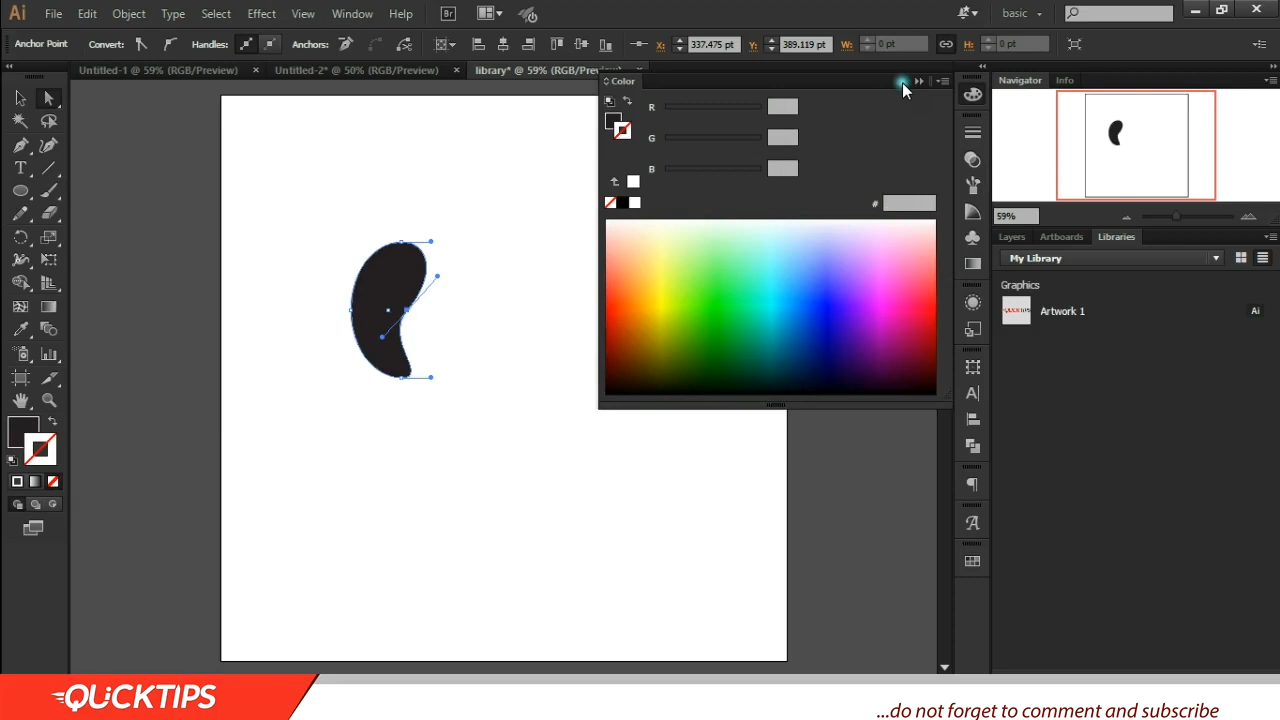 Ai File Edit Object Type Select Effect Window Help Br basic
Anchor Point Convert: Handles: Anchors: X: 337.475 pt Y: 389.119 pt W: 0 pt H: 0 pt
Untitled-1 @ 59% (RGB/Preview) × Untitled-2* @ 50% (RGB/Preview) × library* @ 59% (RGB/Preview) ×
Color
R
G
B
#
Navigator Info
59%
Layers Artboards Libraries
My Library
Graphics
Artwork 1 Ai
QUCKTIPS
...do not forget to comment and subscribe